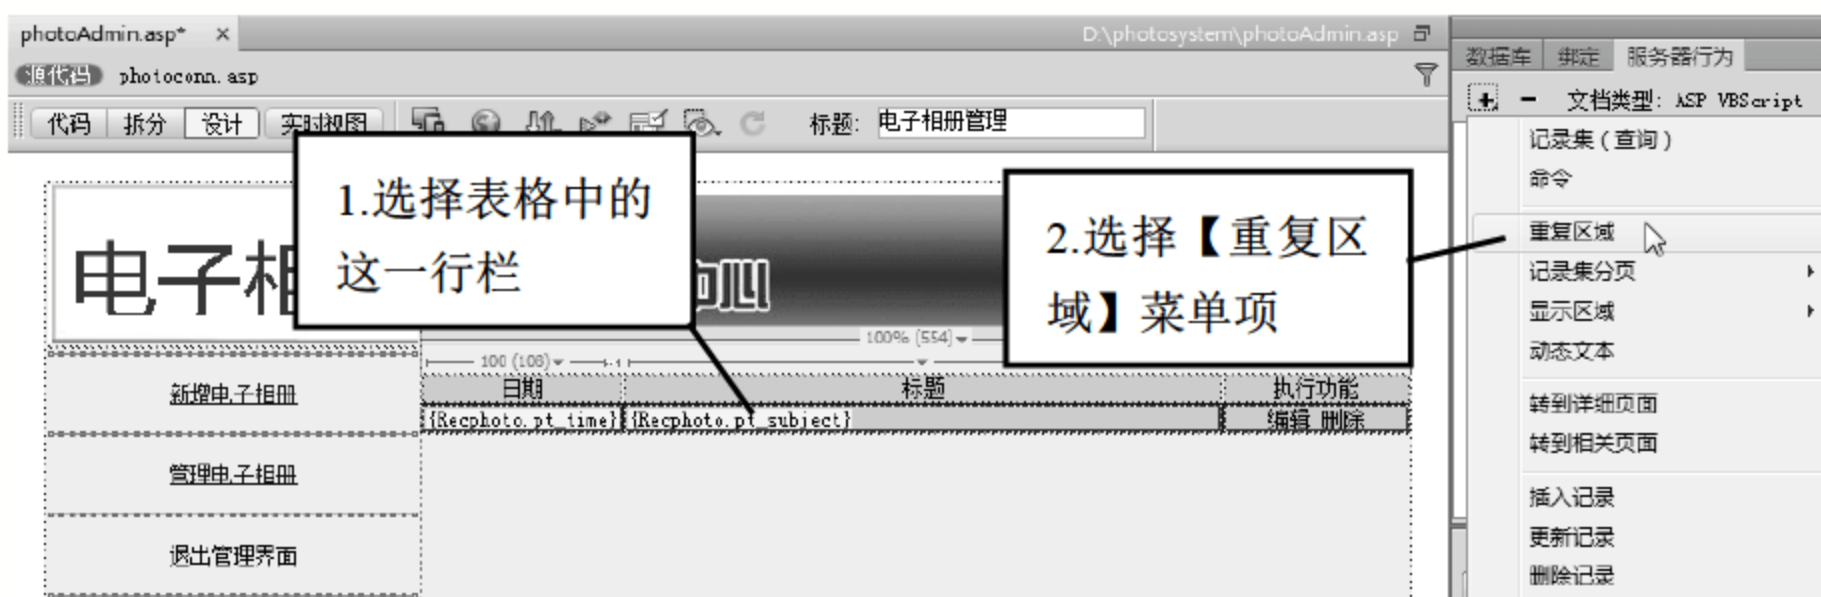 photoAdmin.asp* ×
D:\photosystem\photoAdmin.asp
源代码 photoconn.asp
代码 拆分 设计 实时视图
标题: 电子相册管理
数据库 绑定 服务器行为
文档类型: ASP VBScript
记录集(查询)
命令
重复区域
记录集分页
显示区域
动态文本
转到详细页面
转到相关页面
插入记录
更新记录
删除记录
1.选择表格中的
这一行栏
2.选择【重复区
域】菜单项
电子相
中心
100% (554)
100 (108)
日期 标题 执行功能
{Recphoto.pt_time} {Recphoto.pt_subject} 编辑 删除
新增电子相册
管理电子相册
退出管理界面